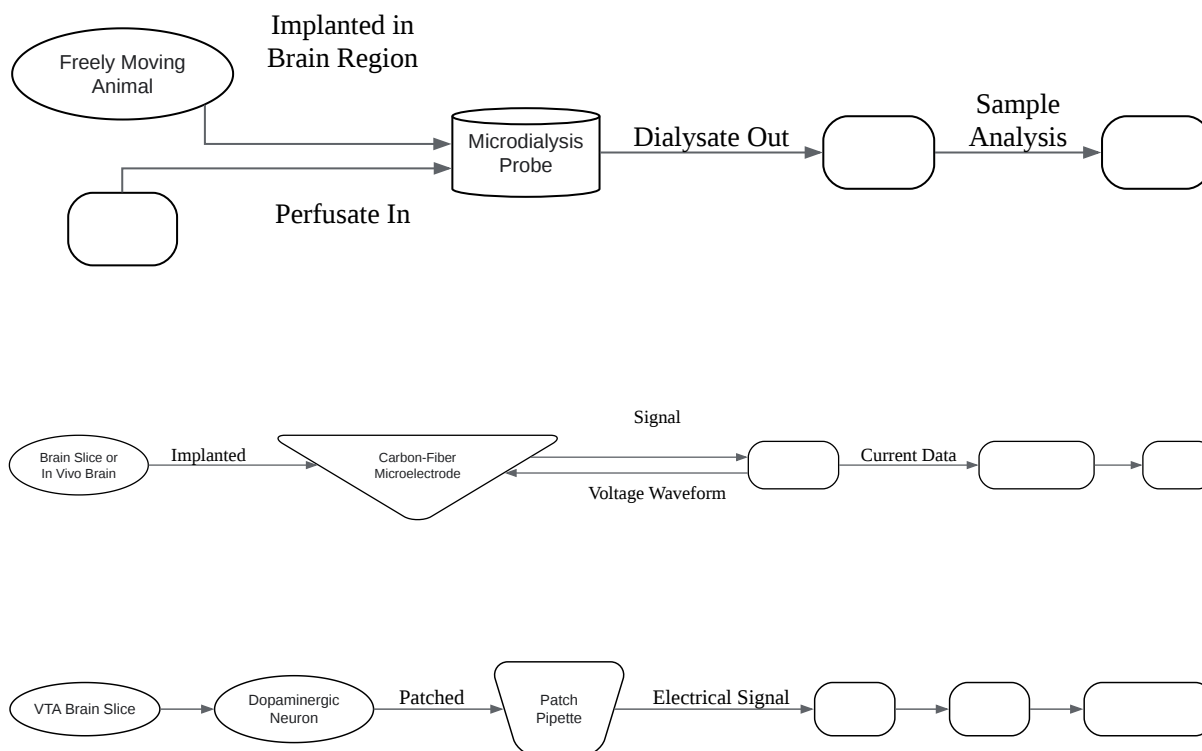 Implanted in
Brain Region
Freely Moving
Animal
Microdialysis
Probe
Dialysate Out
Sample
Analysis
Perfusate In
Signal
Brain Slice or
In Vivo Brain
Implanted
Carbon-Fiber
Microelectrode
Current Data
Voltage Waveform
VTA Brain Slice
Dopaminergic
Neuron
Patched
Patch
Pipette
Electrical Signal